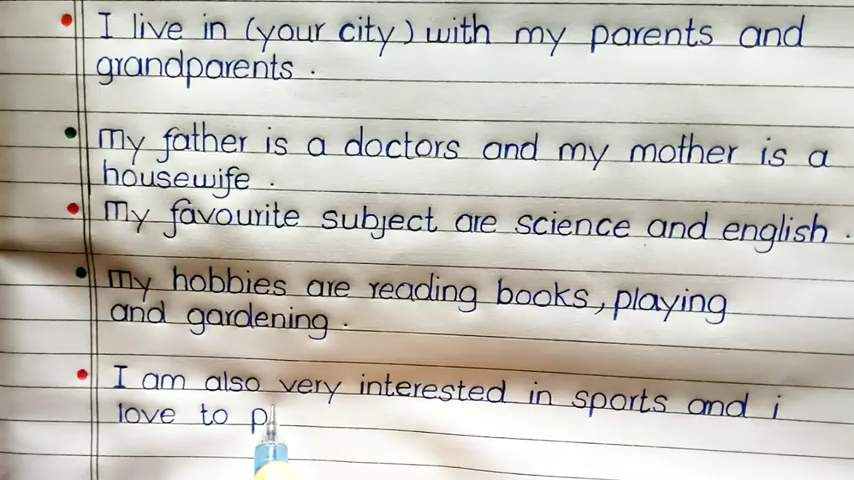 I live in (your city) with my parents and
grandparents.
my father is a doctors and my mother is a
housewife.
my favourite subject are science and english.
my hobbies are reading books, playing
and gardening.
I am also very interested in sports and i
love to p